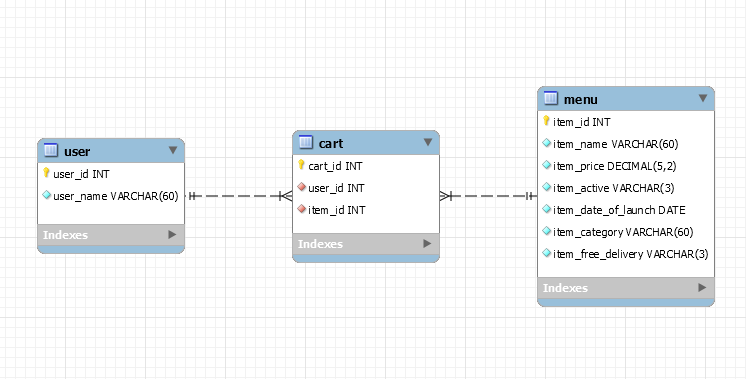 user
user_id INT
user_name VARCHAR(60)
Indexes
cart
cart_id INT
user_id INT
item_id INT
Indexes
menu
item_id INT
item_name VARCHAR(60)
item_price DECIMAL(5,2)
item_active VARCHAR(3)
item_date_of_launch DATE
item_category VARCHAR(60)
item_free_delivery VARCHAR(3)
Indexes